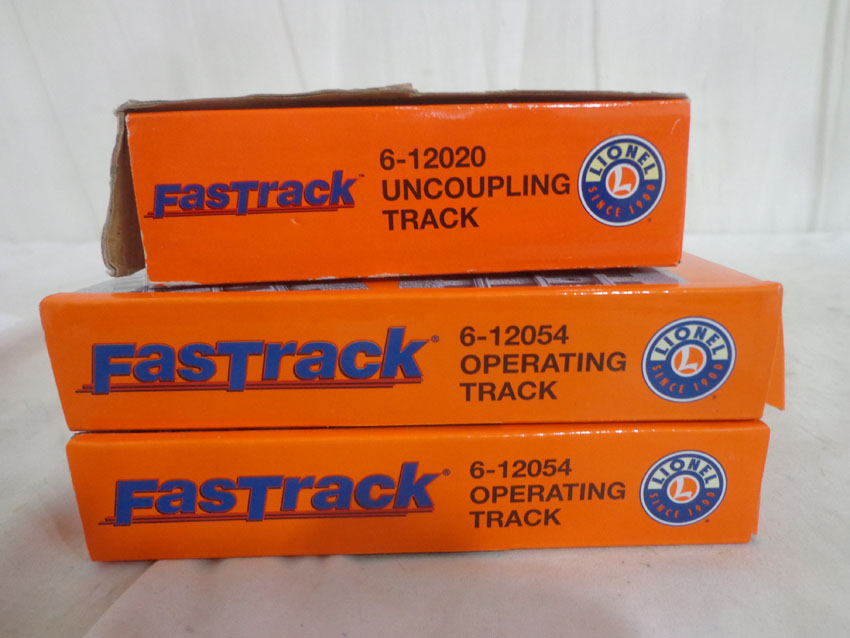 FasTrack™
6-12020
UNCOUPLING
TRACK
LIONEL
L
SINCE 1900
FasTrack®
6-12054
OPERATING
TRACK
LIONEL
L
SINCE 1900
FasTrack®
6-12054
OPERATING
TRACK
LIONEL
L
SINCE 1900